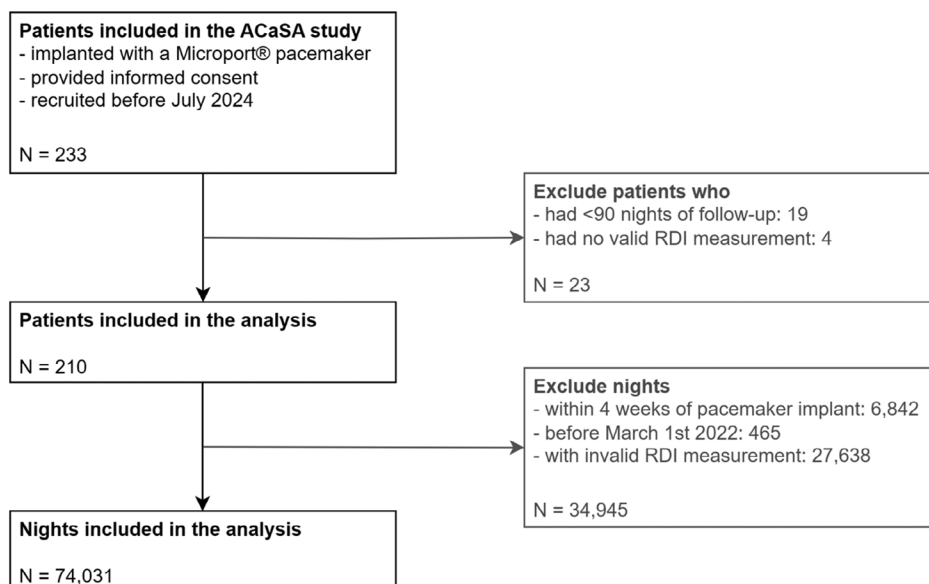 Patients included in the ACaSA study
- implanted with a Microport® pacemaker
- provided informed consent
- recruited before July 2024
N = 233
Exclude patients who
- had <90 nights of follow-up: 19
- had no valid RDI measurement: 4
N = 23
Patients included in the analysis
N = 210
Exclude nights
- within 4 weeks of pacemaker implant: 6,842
- before March 1st 2022: 465
- with invalid RDI measurement: 27,638
N = 34,945
Nights included in the analysis
N = 74,031